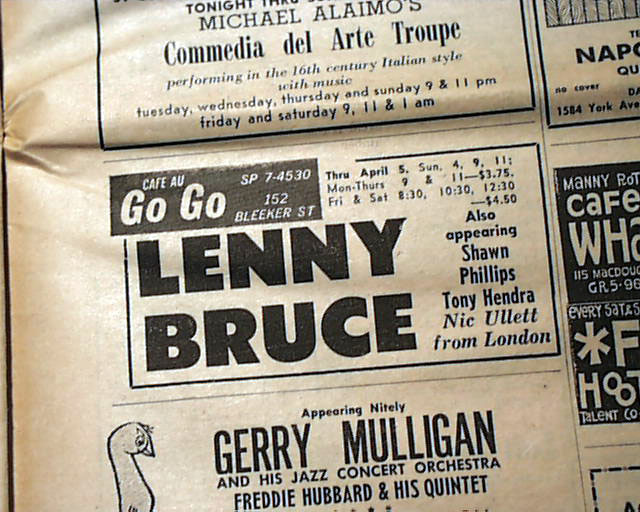 TONIGHT THRU
MICHAEL ALAIMO'S
Commedia del Arte Troupe
performing in the 16th century Italian style
with music
tuesday, wednesday, thursday and sunday 9 & 11 pm
friday and saturday 9, 11 & 1 am
no cover
1584 York Ave
CAFE AU
Go Go
SP 7-4530
152
BLEEKER ST
Thru April 5, Sun. 4, 9, 11;
Mon-Thurs 9 & 11—$3.75.
Fri & Sat 8:30, 10:30, 12:30
—$4.50
LENNY
BRUCE
Also
appearing
Shawn
Phillips
Tony Hendra
Nic Ullett
from London
MANNY ROT
CaFe
WHa
115 MACDOU
GR.5-96
EVERY SAT&S
*F
HOOT
TALENT CO
Appearing Nitely
GERRY MULLIGAN
AND HIS JAZZ CONCERT ORCHESTRA
FREDDIE HUBBARD & HIS QUINTET